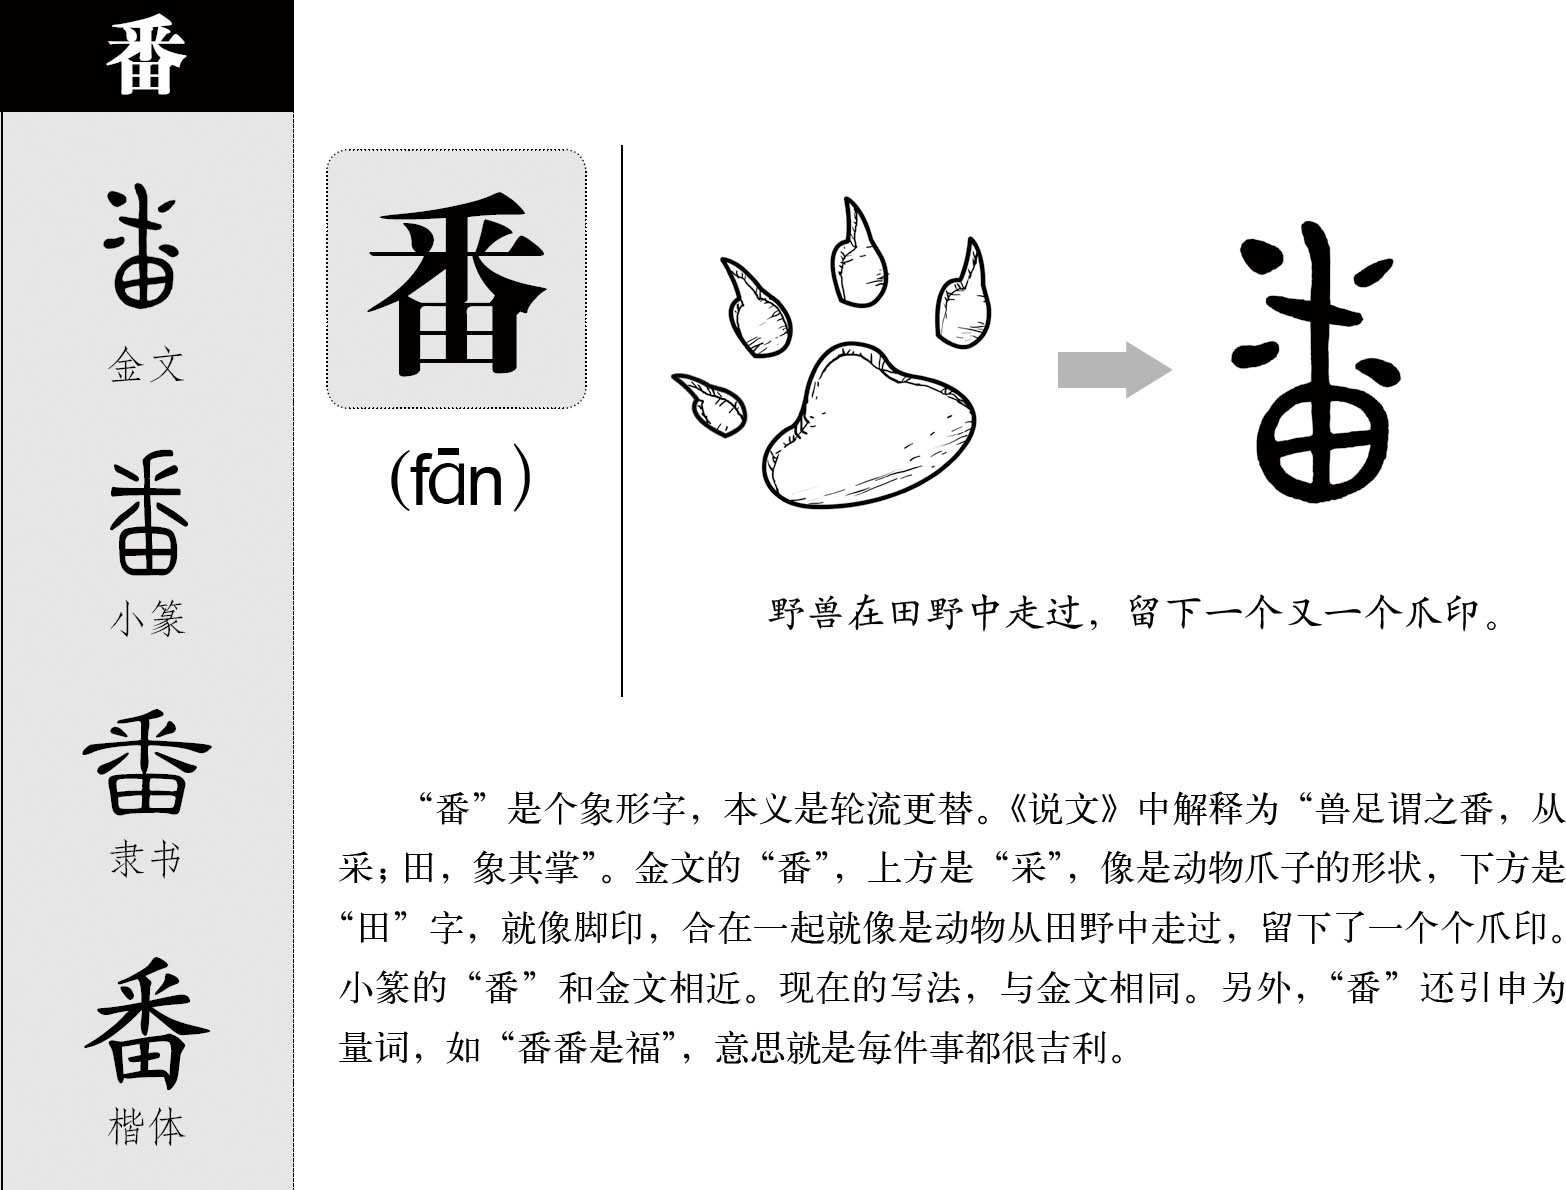 番
番
金文
番
小篆
番
隶书
番
楷体
番
(fān)
番
野兽在田野中走过，留下一个又一个爪印。
“番”是个象形字，本义是轮流更替。《说文》中解释为“兽足谓之番，从
采；田，象其掌”。金文的“番”，上方是“采”，像是动物爪子的形状，下方是
“田”字，就像脚印，合在一起就像是动物从田野中走过，留下了一个个爪印。
小篆的“番”和金文相近。现在的写法，与金文相同。另外，“番”还引申为
量词，如“番番是福”，意思就是每件事都很吉利。